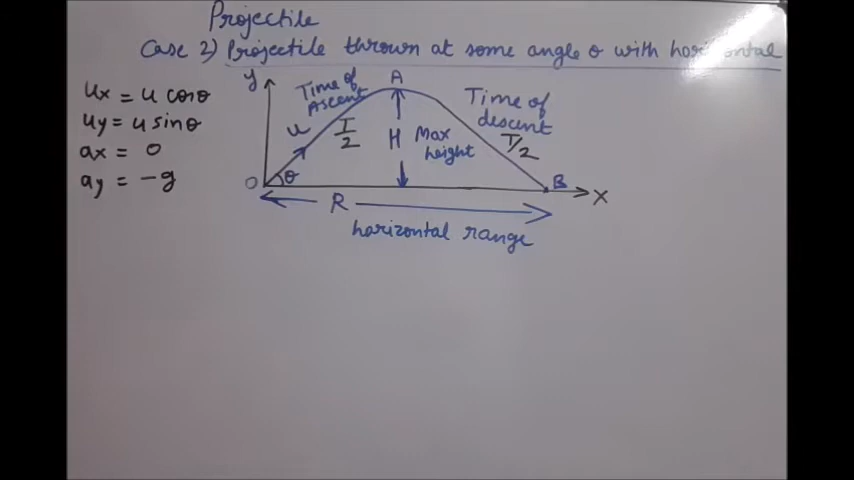 Projectile
Case 2) Projectile thrown at some angle θ with horizontal
ux = u cosθ
uy = u sinθ
ax = 0
ay = -g
y
Time of
Ascent
A
Time of
descent
u
T/2
H
Max
height
T/2
O
θ
B
X
R
horizontal range